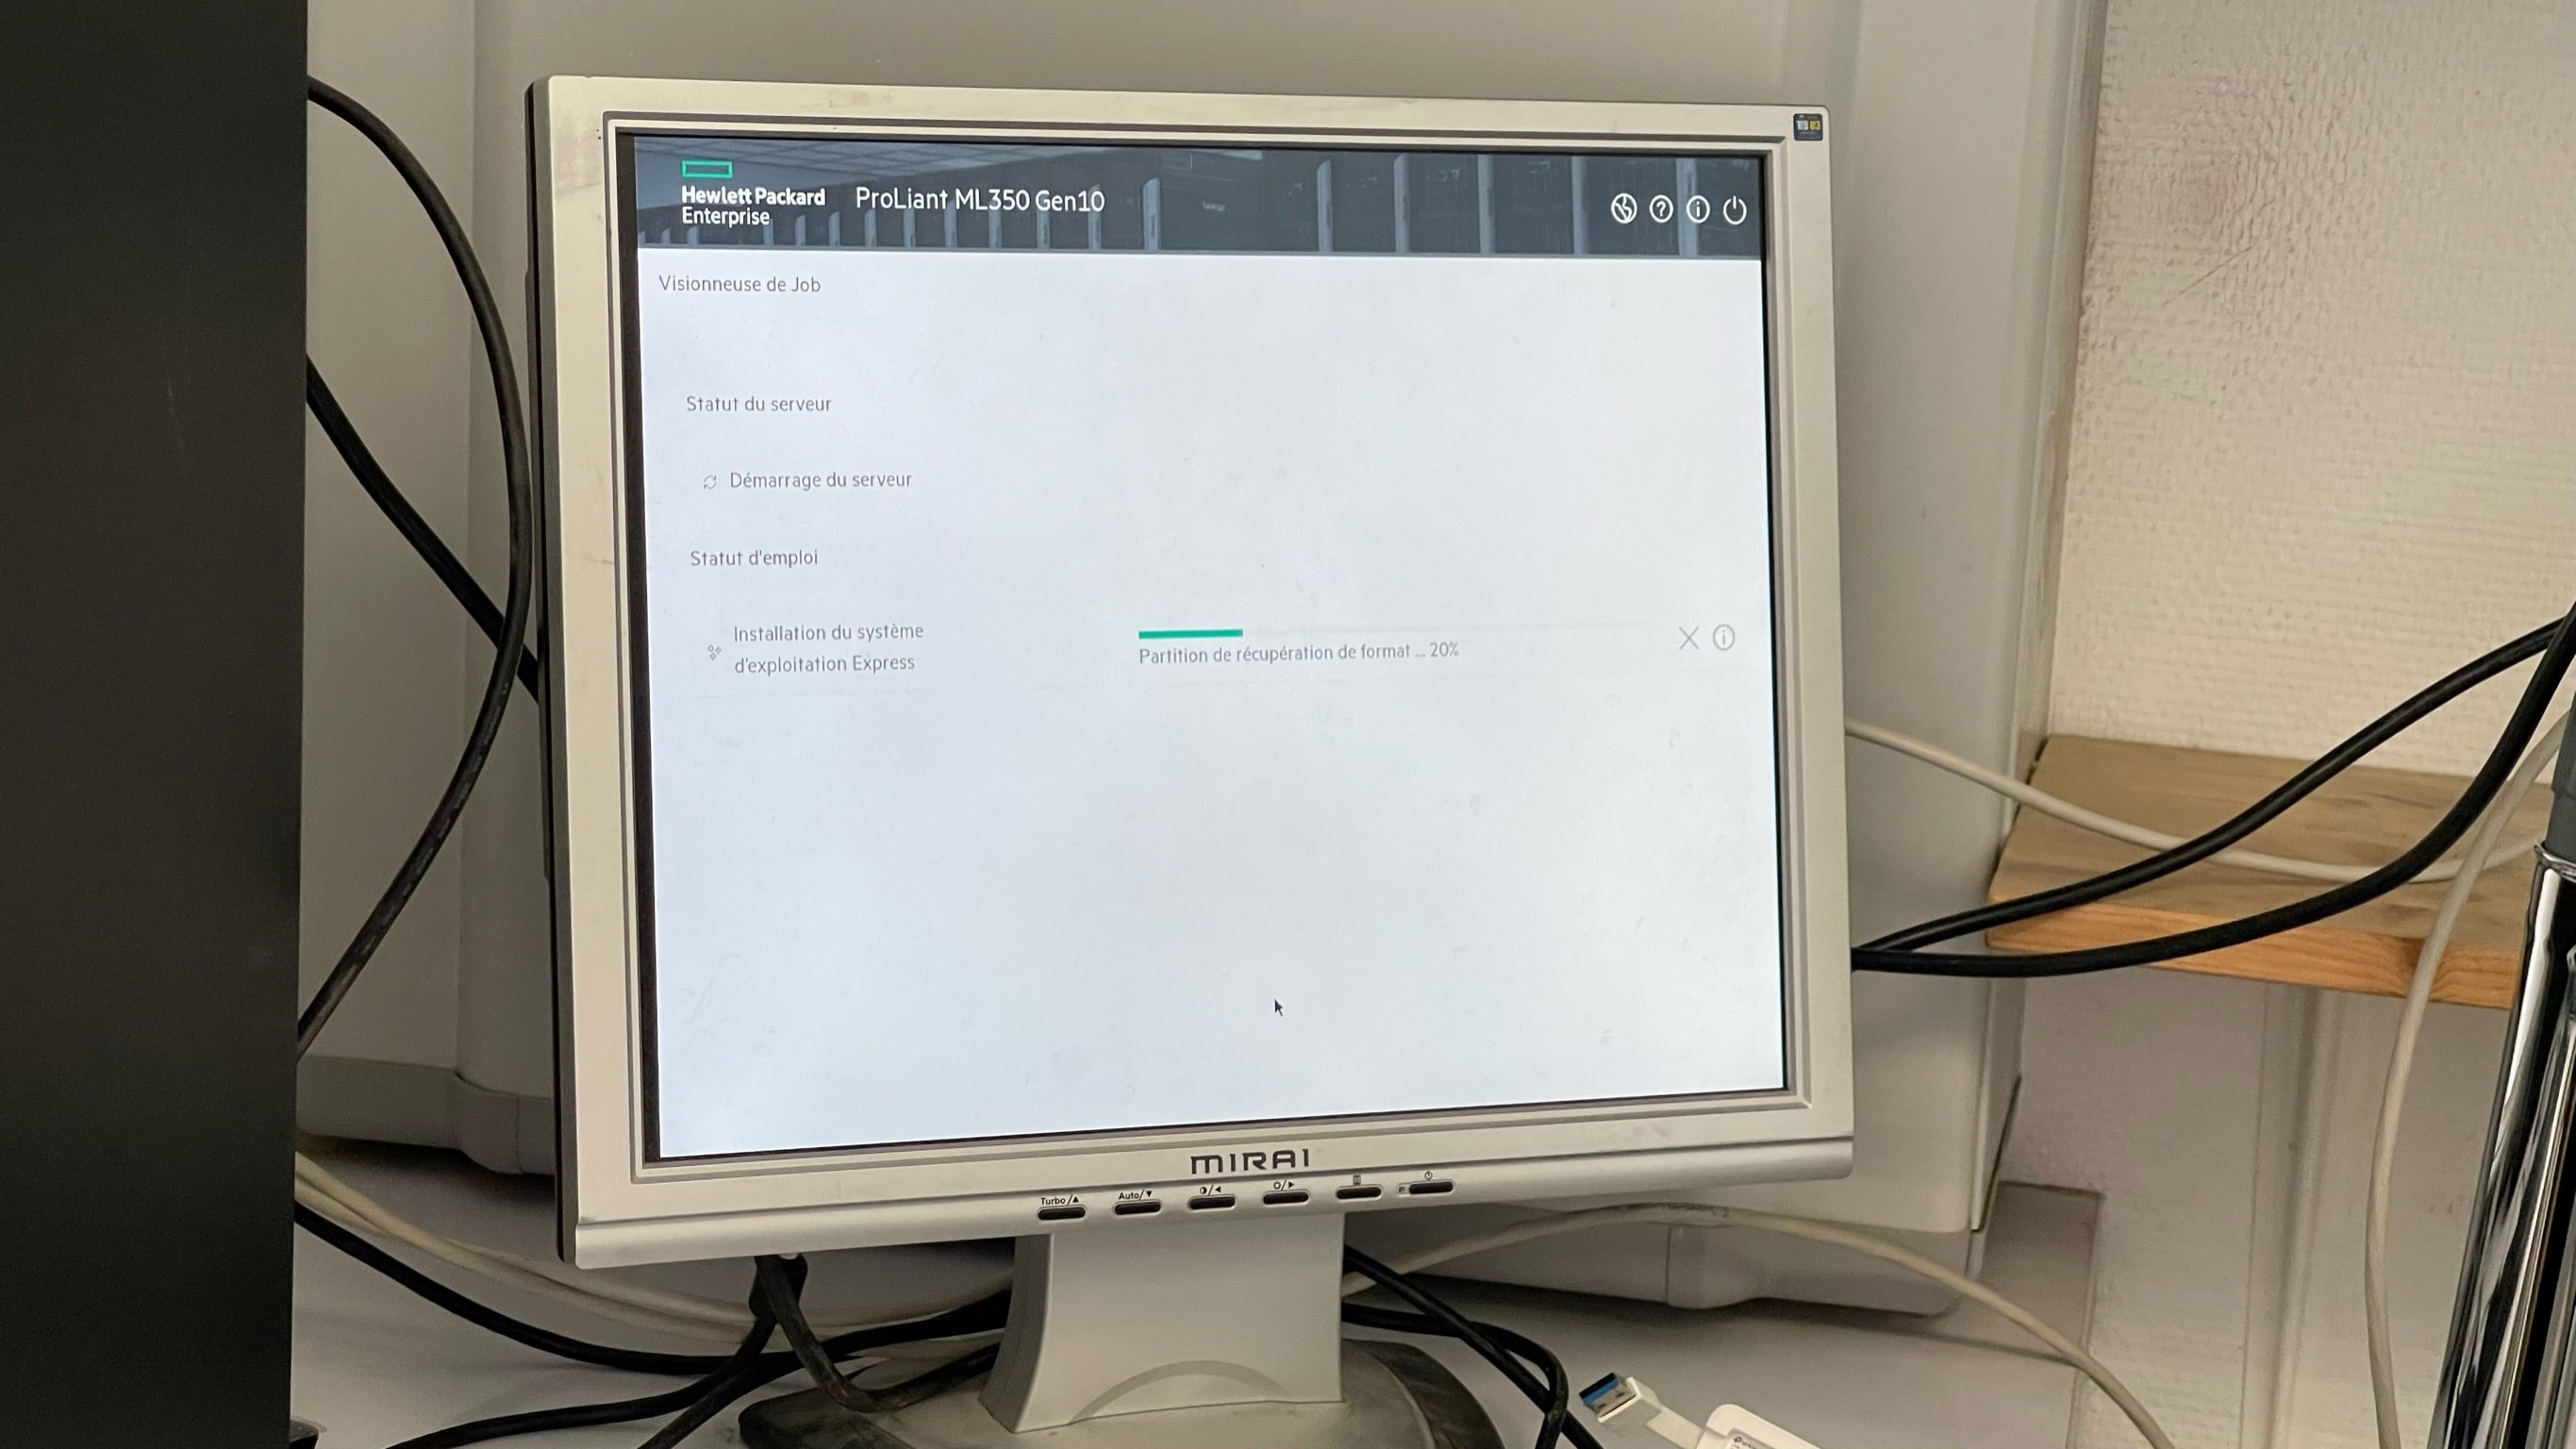 Hewlett Packard
Enterprise
ProLiant ML350 Gen10
Visionneuse de Job
Statut du serveur
Démarrage du serveur
Statut d'emploi
Installation du système
d'exploitation Express
Partition de récupération de format ... 20%
MIRAI
Turbo/▲
Auto/▼